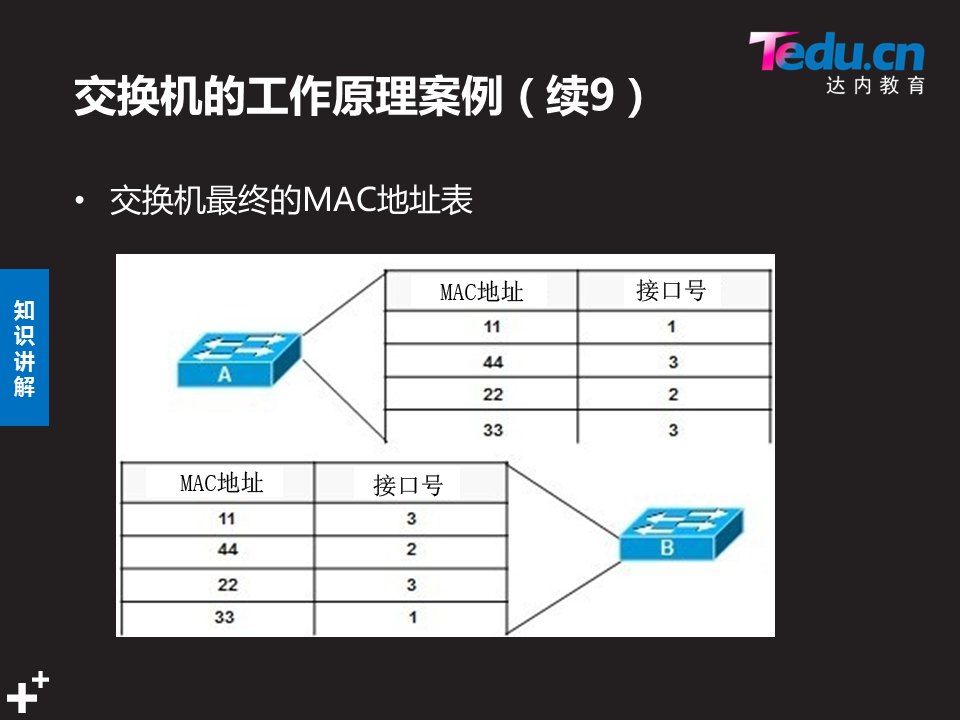 Tedu.cn
达内教育
交换机的工作原理案例（续9）
• 交换机最终的MAC地址表
知识讲解
MAC地址 接口号
11 1
44 3
22 2
33 3
A
MAC地址 接口号
11 3
44 2
22 3
33 1
B